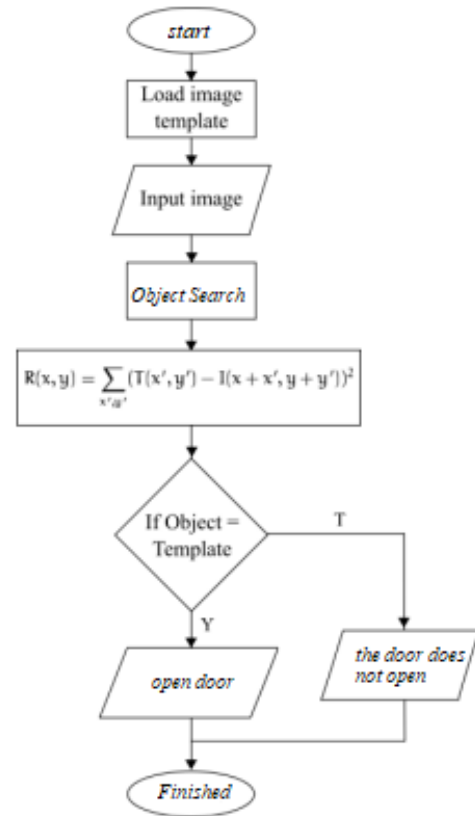 start
Load image
template
Input image
Object Search
R(x, y) = ∑x′,y′ (T(x′, y′) − I(x + x′, y + y′))²
If Object =
Template
T
Y
open door
the door does
not open
Finished